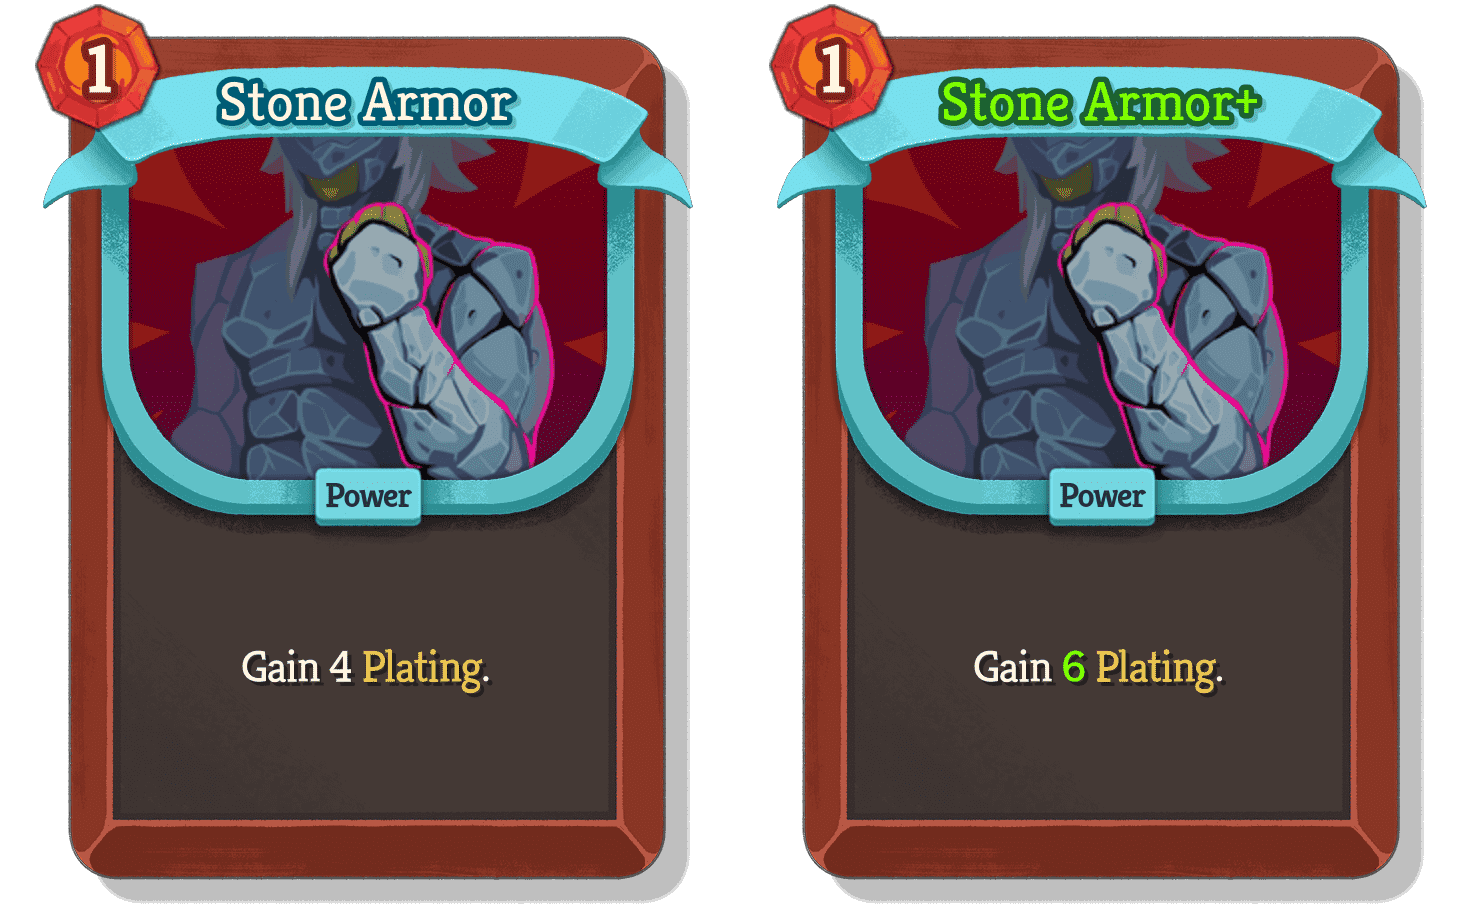 1
Stone Armor
Power
Gain 4 Plating.
1
Stone Armor+
Power
Gain 6 Plating.